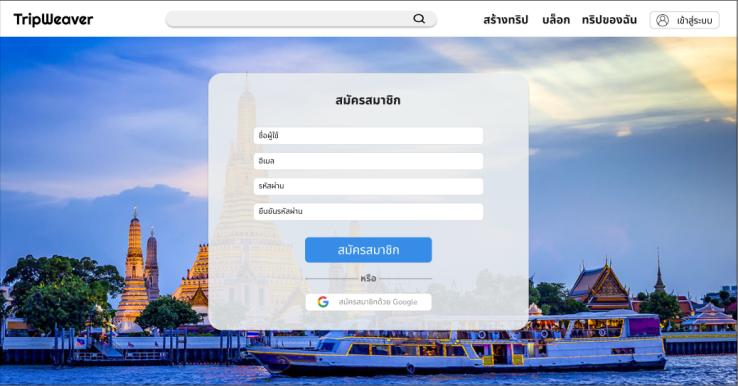 TripWeaver
สร้างทริป บล็อก ทริปของฉัน เข้าสู่ระบบ
สมัครสมาชิก
ชื่อผู้ใช้
อีเมล
รหัสผ่าน
ยืนยันรหัสผ่าน
สมัครสมาชิก
หรือ
สมัครสมาชิกด้วย Google